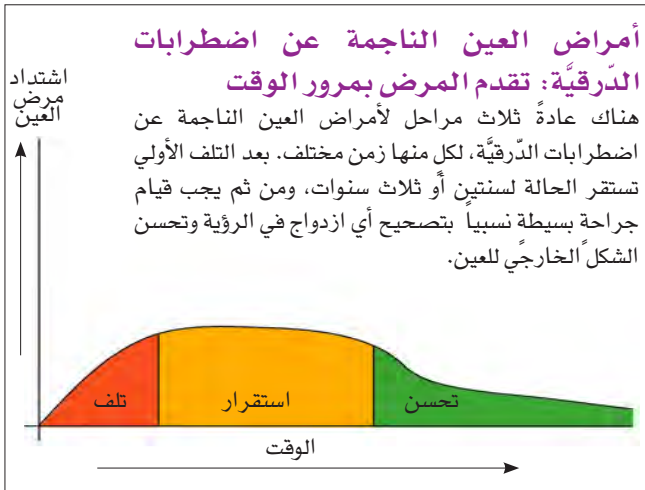 أمراض العين الناجمة عن اضطرابات
الدّرقيَّة: تقدم المرض بمرور الوقت
هناك عادةً ثلاث مراحل لأمراض العين الناجمة عن
اضطرابات الدّرقيَّة، لكل منها زمن مختلف. بعد التلف الأولي
تستقر الحالة لسنتين أو ثلاث سنوات، ومن ثم يجب قيام
جراحة بسيطة نسبياً بتصحيح أي ازدواج في الرؤية وتحسن
الشكل الخارجي للعين.
اشتداد
مرض
العين
تلف
استقرار
تحسن
الوقت